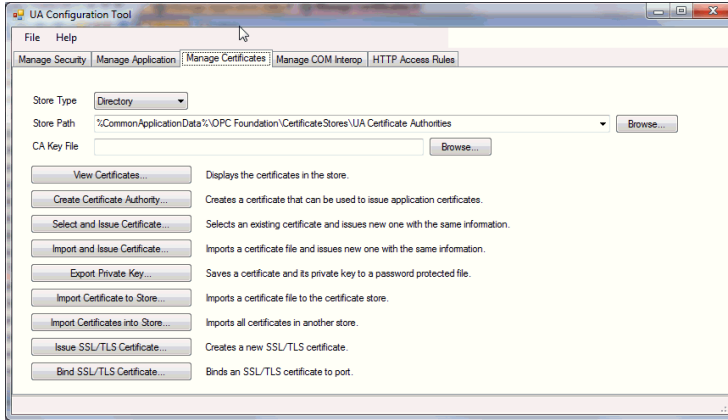 UA Configuration Tool
File Help
Manage Security Manage Application Manage Certificates Manage COM Interop HTTP Access Rules
Store Type Directory
Store Path %CommonApplicationData%\OPC Foundation\CertificateStores\UA Certificate Authorities Browse...
CA Key File Browse...
View Certificates... Displays the certificates in the store.
Create Certificate Authority... Creates a certificate that can be used to issue application certificates.
Select and Issue Certificate... Selects an existing certificate and issues new one with the same information.
Import and Issue Certificate... Imports a certificate file and issues new one with the same information.
Export Private Key... Saves a certificate and its private key to a password protected file.
Import Certificate to Store... Imports a certificate file to the certificate store.
Import Certificates into Store... Imports all certificates in another store.
Issue SSL/TLS Certificate... Creates a new SSL/TLS certificate.
Bind SSL/TLS Certificate... Binds an SSL/TLS certificate to port.